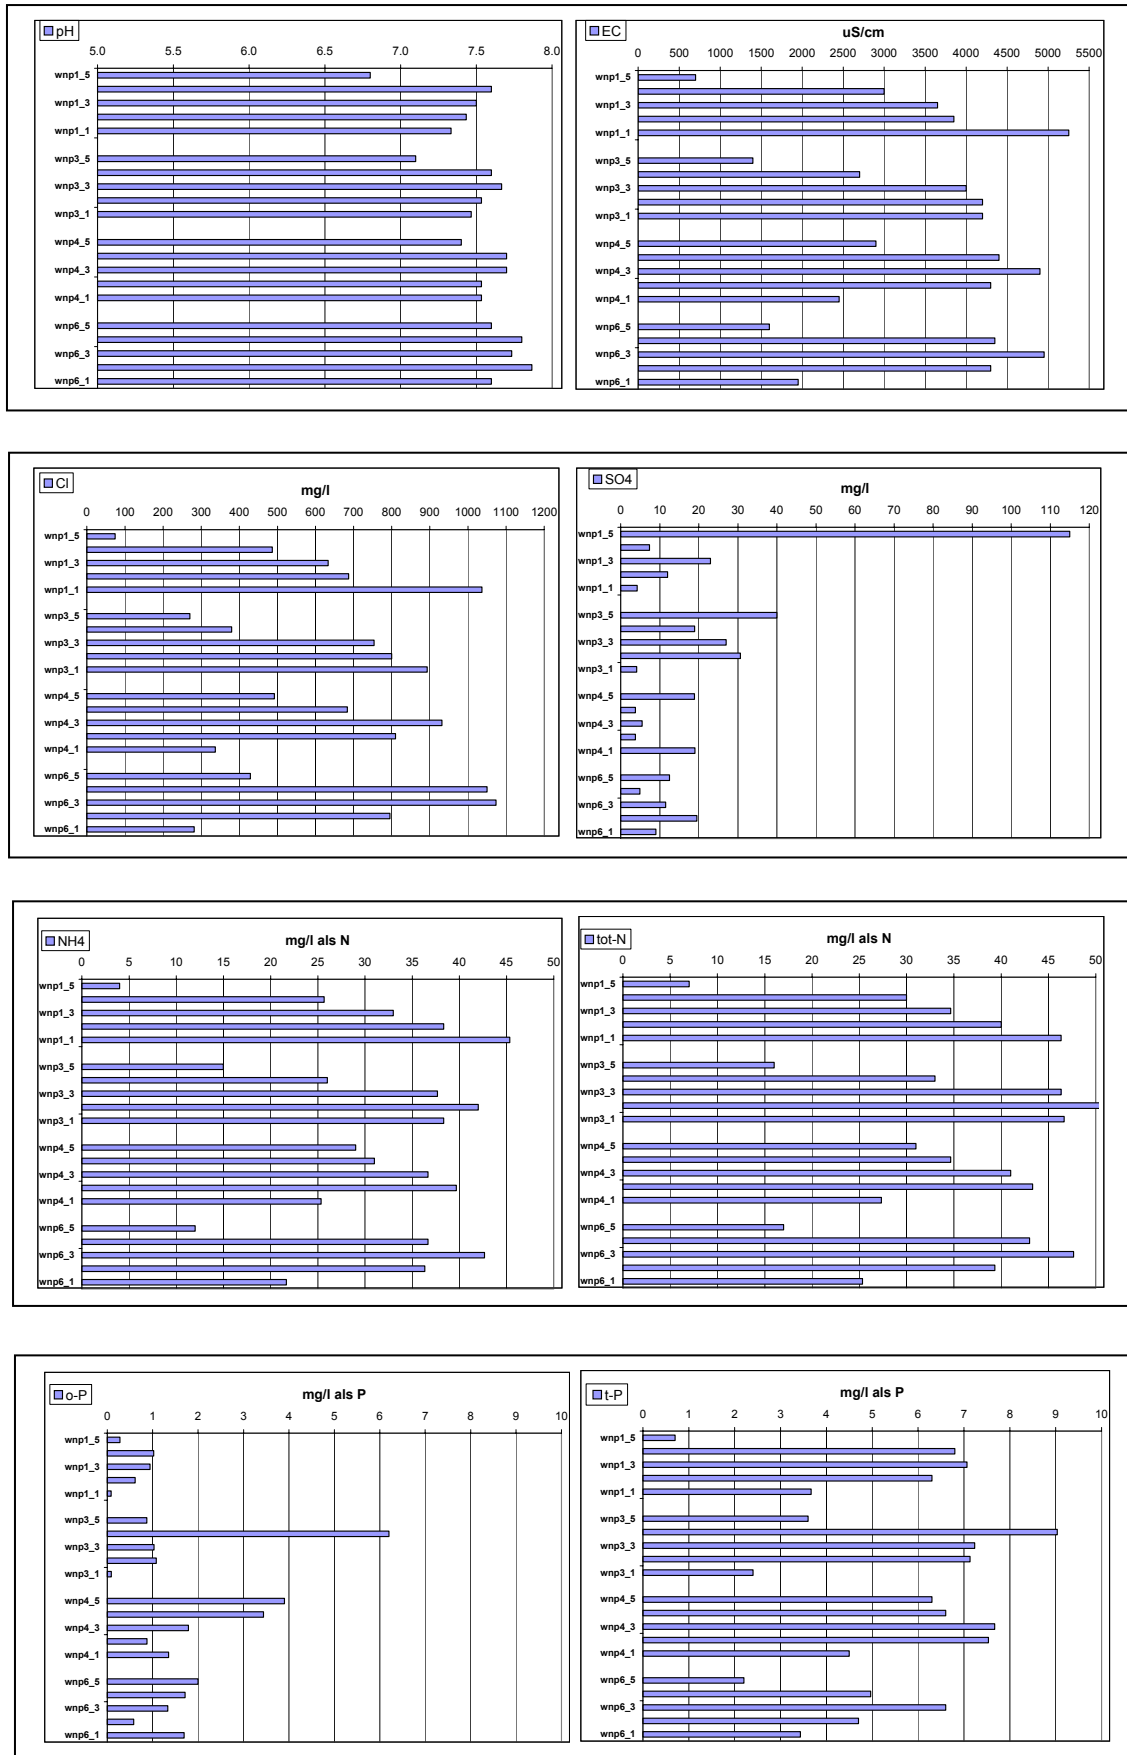 pH
5.0 5.5 6.0 6.5 7.0 7.5 8.0
wnp1_5
wnp1_3
wnp1_1
wnp3_5
wnp3_3
wnp3_1
wnp4_5
wnp4_3
wnp4_1
wnp6_5
wnp6_3
wnp6_1
EC
uS/cm
0 500 1000 1500 2000 2500 3000 3500 4000 4500 5000 5500
wnp1_5
wnp1_3
wnp1_1
wnp3_5
wnp3_3
wnp3_1
wnp4_5
wnp4_3
wnp4_1
wnp6_5
wnp6_3
wnp6_1
Cl
mg/l
0 100 200 300 400 500 600 700 800 900 1000 1100 1200
wnp1_5
wnp1_3
wnp1_1
wnp3_5
wnp3_3
wnp3_1
wnp4_5
wnp4_3
wnp4_1
wnp6_5
wnp6_3
wnp6_1
SO4
mg/l
0 10 20 30 40 50 60 70 80 90 100 110 120
wnp1_5
wnp1_3
wnp1_1
wnp3_5
wnp3_3
wnp3_1
wnp4_5
wnp4_3
wnp4_1
wnp6_5
wnp6_3
wnp6_1
NH4
mg/l als N
0 5 10 15 20 25 30 35 40 45 50
wnp1_5
wnp1_3
wnp1_1
wnp3_5
wnp3_3
wnp3_1
wnp4_5
wnp4_3
wnp4_1
wnp6_5
wnp6_3
wnp6_1
tot-N
mg/l als N
0 5 10 15 20 25 30 35 40 45 50
wnp1_5
wnp1_3
wnp1_1
wnp3_5
wnp3_3
wnp3_1
wnp4_5
wnp4_3
wnp4_1
wnp6_5
wnp6_3
wnp6_1
o-P
mg/l als P
0 1 2 3 4 5 6 7 8 9 10
wnp1_5
wnp1_3
wnp1_1
wnp3_5
wnp3_3
wnp3_1
wnp4_5
wnp4_3
wnp4_1
wnp6_5
wnp6_3
wnp6_1
t-P
mg/l als P
0 1 2 3 4 5 6 7 8 9 10
wnp1_5
wnp1_3
wnp1_1
wnp3_5
wnp3_3
wnp3_1
wnp4_5
wnp4_3
wnp4_1
wnp6_5
wnp6_3
wnp6_1